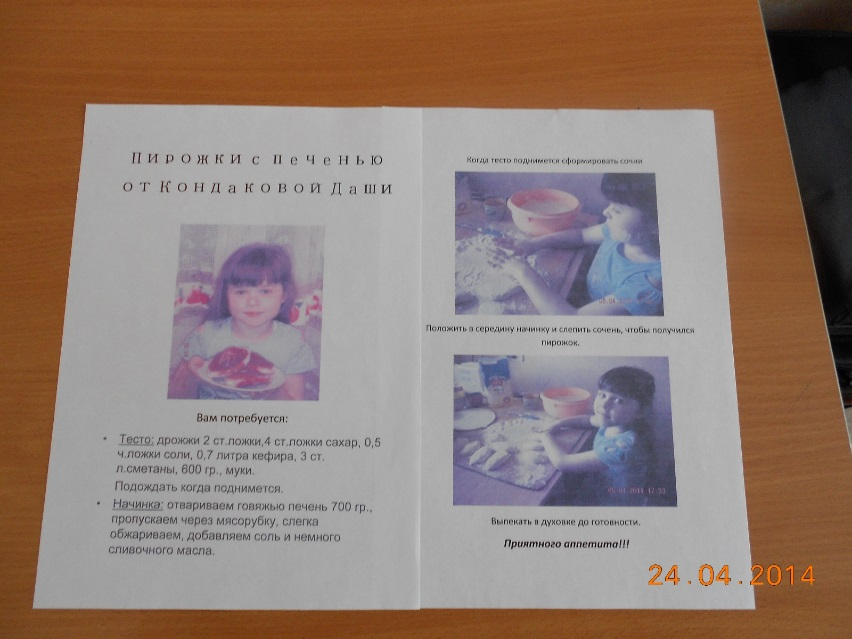 Пирожки с печенью
от Кондаковой Даши
Вам потребуется:
• Тесто: дрожжи 2 ст.ложки,4 ст.ложки сахар, 0,5
ч.ложки соли, 0,7 литра кефира, 3 ст.
л.сметаны, 600 гр., муки.
Подождать когда поднимется.
• Начинка: отвариваем говяжью печень 700 гр.,
пропускаем через мясорубку, слегка
обжариваем, добавляем соль и немного
сливочного масла.
Когда тесто поднимется сформировать сочни
Положить в середину начинку и слепить сочень, чтобы получился
пирожок.
Выпекать в духовке до готовности.
Приятного аппетита!!!
24.04.2014